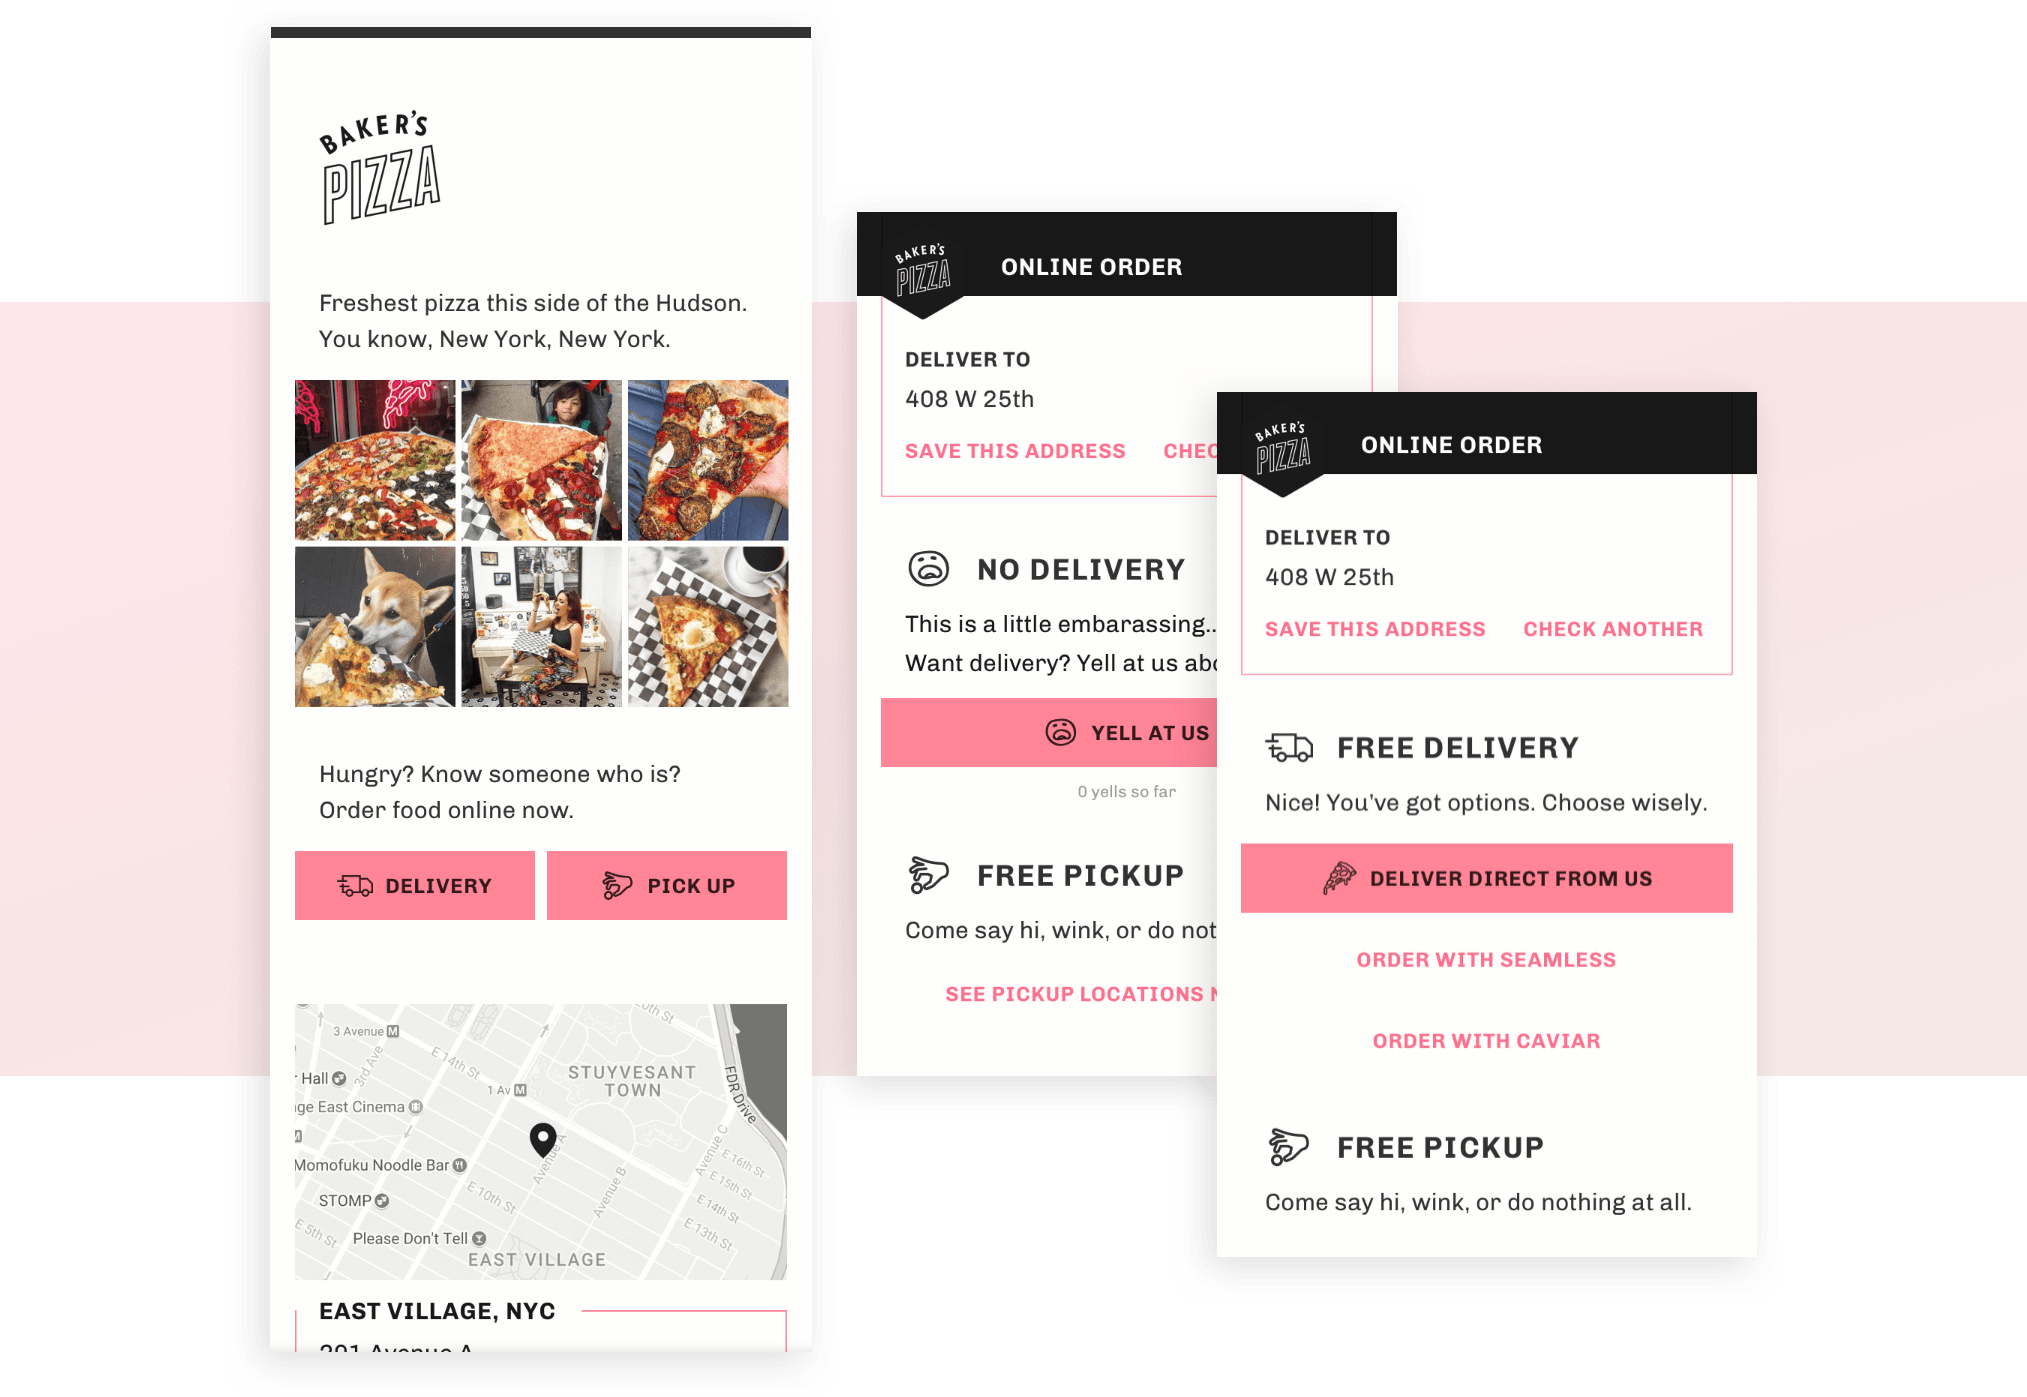 BAKER'S
PIZZA
Freshest pizza this side of the Hudson.
You know, New York, New York.
Hungry? Know someone who is?
Order food online now.
DELIVERY
PICK UP
20th St
3 Avenue M
3rd Ave
E 14th St
1 Av M
STUYVESANT
TOWN
FDR Drive
Hall
ge East Cinema
M
Momofuku Noodle Bar
STOMP
E 5th St
Please Don't Tell
E 10th St
Avenue A
Avenue B
Avenue C
E 16th St
E 15th St
E 14th St
E 13th St
EAST VILLAGE
EAST VILLAGE, NYC
Avenue A
BAKER'S
PIZZA
ONLINE ORDER
DELIVER TO
408 W 25th
SAVE THIS ADDRESS
CHEC
NO DELIVERY
This is a little embarassing..
Want delivery? Yell at us abo
YELL AT US
0 yells so far
FREE PICKUP
Come say hi, wink, or do not
SEE PICKUP LOCATIONS
BAKER'S
PIZZA
ONLINE ORDER
DELIVER TO
408 W 25th
SAVE THIS ADDRESS
CHECK ANOTHER
FREE DELIVERY
Nice! You've got options. Choose wisely.
DELIVER DIRECT FROM US
ORDER WITH SEAMLESS
ORDER WITH CAVIAR
FREE PICKUP
Come say hi, wink, or do nothing at all.